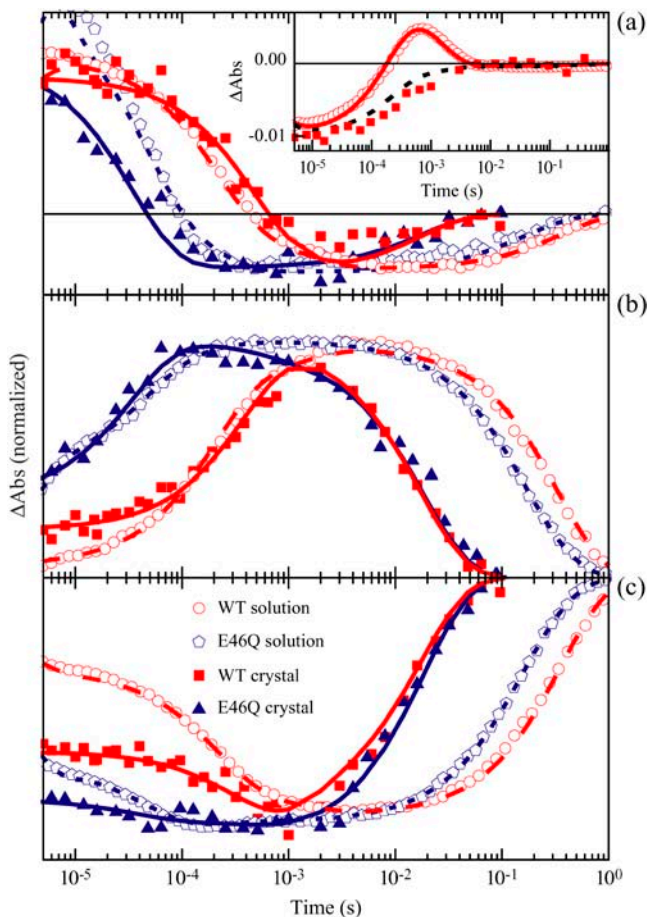 (a)
ΔAbs
0.00
-0.01
10⁻⁵ 10⁻⁴ 10⁻³ 10⁻² 10⁻¹
Time (s)
(b)
ΔAbs (normalized)
(c)
WT solution
E46Q solution
WT crystal
E46Q crystal
10⁻⁵ 10⁻⁴ 10⁻³ 10⁻² 10⁻¹ 10⁰
Time (s)